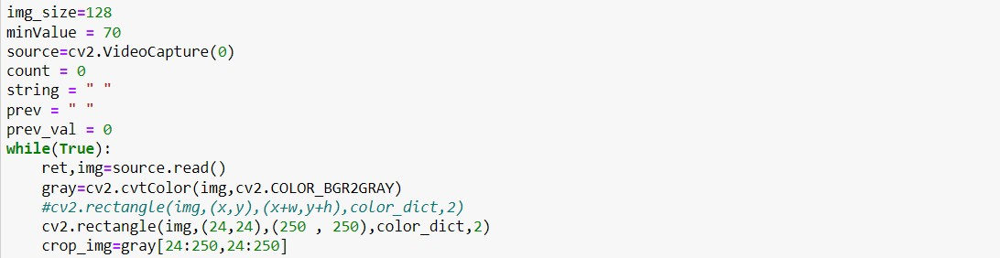 img_size=128
minValue = 70
source=cv2.VideoCapture(0)
count = 0
string = " "
prev = " "
prev_val = 0
while(True):
    ret,img=source.read()
    gray=cv2.cvtColor(img,cv2.COLOR_BGR2GRAY)
    #cv2.rectangle(img,(x,y),(x+w,y+h),color_dict,2)
    cv2.rectangle(img,(24,24),(250 , 250),color_dict,2)
    crop_img=gray[24:250,24:250]